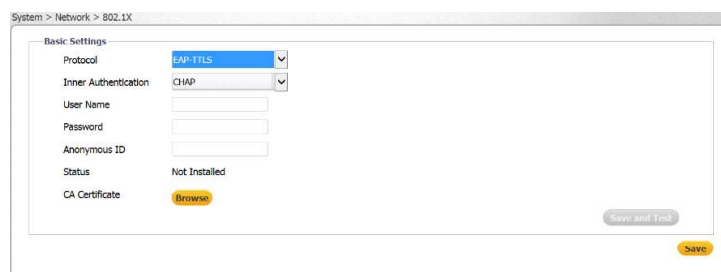 System > Network > 802.1X
Basic Settings
Protocol EAP-TTLS
Inner Authentication CHAP
User Name
Password
Anonymous ID
Status Not Installed
CA Certificate Browse
Save and Test
Save